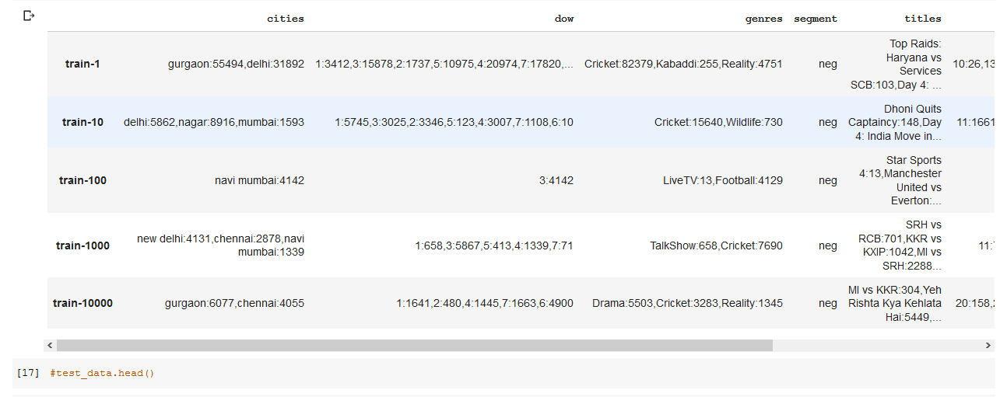 cities dow genres segment titles
train-1 gurgaon:55494,delhi:31892 1:3412,3:15878,2:1737,5:10975,4:20974,7:17820,... Cricket:82379,Kabaddi:255,Reality:4751 neg Top Raids:
Haryana vs
Services
SCB:103,Day 4: ...
10:26,13
train-10 delhi:5862,nagar:8916,mumbai:1593 1:5745,3:3025,2:3346,5:123,4:3007,7:1108,6:10 Cricket:15640,Wildlife:730 neg Dhoni Quits
Captaincy:148,Day
4: India Move in...
11:1661
train-100 navi mumbai:4142 3:4142 LiveTV:13,Football:4129 neg Star Sports
4:13,Manchester
United vs
Everton:...
train-1000 new delhi:4131,chennai:2878,navi
mumbai:1339
1:658,3:5867,5:413,4:1339,7:71 TalkShow:658,Cricket:7690 neg SRH vs
RCB:701,KKR vs
KXIP:1042,MI vs
SRH:2288...
11:
train-10000 gurgaon:6077,chennai:4055 1:1641,2:480,4:1445,7:1663,6:4900 Drama:5503,Cricket:3283,Reality:1345 neg MI vs KKR:304,Yeh
Rishta Kya Kehlata
Hai:5449,...
20:158,
[17] #test_data.head()